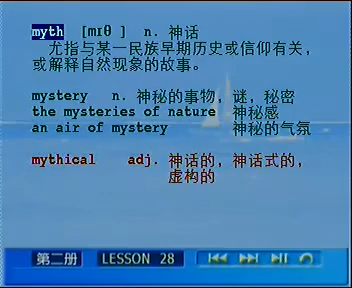 myth [mɪθ] n. 神话
尤指与某一民族早期历史或信仰有关，
或解释自然现象的故事。
mystery n. 神秘的事物，谜，秘密
the mysteries of nature 神秘感
an air of mystery 神秘的气氛
mythical adj. 神话的，神话式的，
虚构的
第二册 LESSON 28